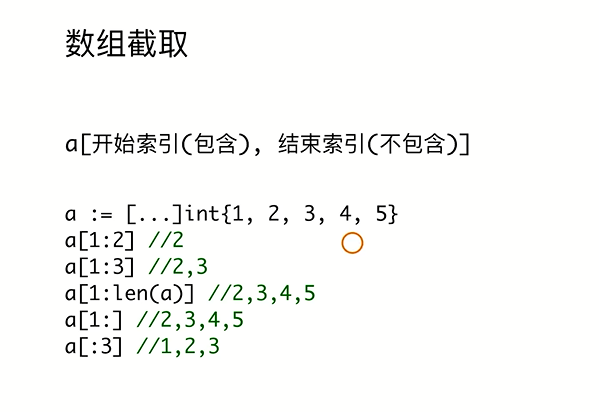 数组截取
a[开始索引(包含), 结束索引(不包含)]
a := [...]int{1, 2, 3, 4, 5}
a[1:2] //2
a[1:3] //2,3
a[1:len(a)] //2,3,4,5
a[1:] //2,3,4,5
a[:3] //1,2,3